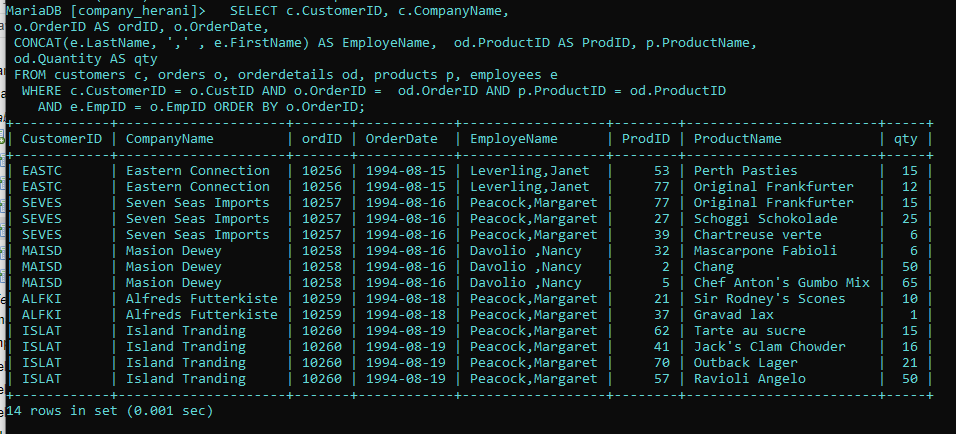 MariaDB [company_herani]>   SELECT c.CustomerID, c.CompanyName,
 o.OrderID AS ordID, o.OrderDate,
 CONCAT(e.LastName, ',' , e.FirstName) AS EmployeName,  od.ProductID AS ProdID, p.ProductName,
 od.Quantity AS qty
 FROM customers c, orders o, orderdetails od, products p, employees e
  WHERE c.CustomerID = o.CustID AND o.OrderID =  od.OrderID AND p.ProductID = od.ProductID
    AND e.EmpID = o.EmpID ORDER BY o.OrderID;
+------------+--------------------+-------+------------+------------------+--------+------------------------+-----+
| CustomerID | CompanyName        | ordID | OrderDate  | EmployeName      | ProdID | ProductName            | qty |
+------------+--------------------+-------+------------+------------------+--------+------------------------+-----+
| EASTC      | Eastern Connection | 10256 | 1994-08-15 | Leverling,Janet  |     53 | Perth Pasties          |  15 |
| EASTC      | Eastern Connection | 10256 | 1994-08-15 | Leverling,Janet  |     77 | Original Frankfurter   |  12 |
| SEVES      | Seven Seas Imports | 10257 | 1994-08-16 | Peacock,Margaret |     77 | Original Frankfurter   |  15 |
| SEVES      | Seven Seas Imports | 10257 | 1994-08-16 | Peacock,Margaret |     27 | Schoggi Schokolade     |  25 |
| SEVES      | Seven Seas Imports | 10257 | 1994-08-16 | Peacock,Margaret |     39 | Chartreuse verte       |   6 |
| MAISD      | Masion Dewey       | 10258 | 1994-08-16 | Davolio ,Nancy   |     32 | Mascarpone Fabioli     |   6 |
| MAISD      | Masion Dewey       | 10258 | 1994-08-16 | Davolio ,Nancy   |      2 | Chang                  |  50 |
| MAISD      | Masion Dewey       | 10258 | 1994-08-16 | Davolio ,Nancy   |      5 | Chef Anton's Gumbo Mix |  65 |
| ALFKI      | Alfreds Futterkiste | 10259 | 1994-08-18 | Peacock,Margaret |     21 | Sir Rodney's Scones    |  10 |
| ALFKI      | Alfreds Futterkiste | 10259 | 1994-08-18 | Peacock,Margaret |     37 | Gravad lax             |   1 |
| ISLAT      | Island Tranding    | 10260 | 1994-08-19 | Peacock,Margaret |     62 | Tarte au sucre         |  15 |
| ISLAT      | Island Tranding    | 10260 | 1994-08-19 | Peacock,Margaret |     41 | Jack's Clam Chowder    |  16 |
| ISLAT      | Island Tranding    | 10260 | 1994-08-19 | Peacock,Margaret |     70 | Outback Lager          |  21 |
| ISLAT      | Island Tranding    | 10260 | 1994-08-19 | Peacock,Margaret |     57 | Ravioli Angelo         |  50 |
+------------+--------------------+-------+------------+------------------+--------+------------------------+-----+
14 rows in set (0.001 sec)